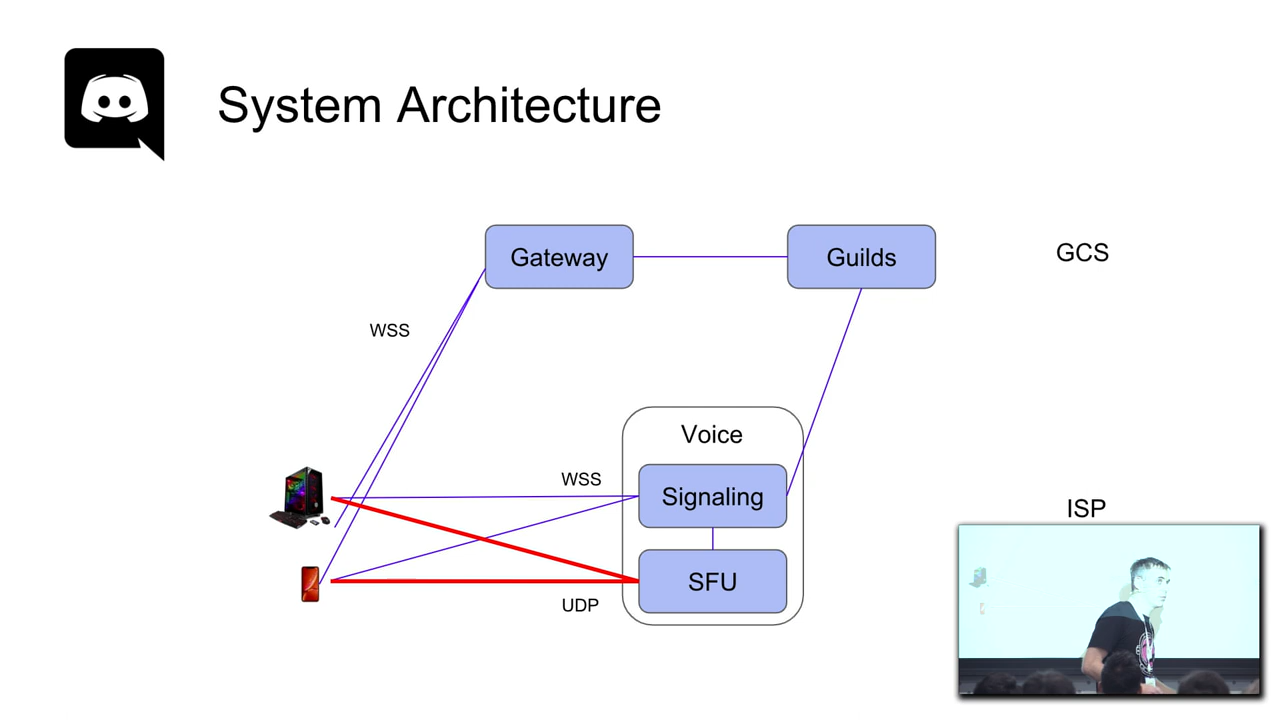 System Architecture
Gateway
Guilds
GCS
WSS
Voice
WSS
Signaling
ISP
SFU
UDP